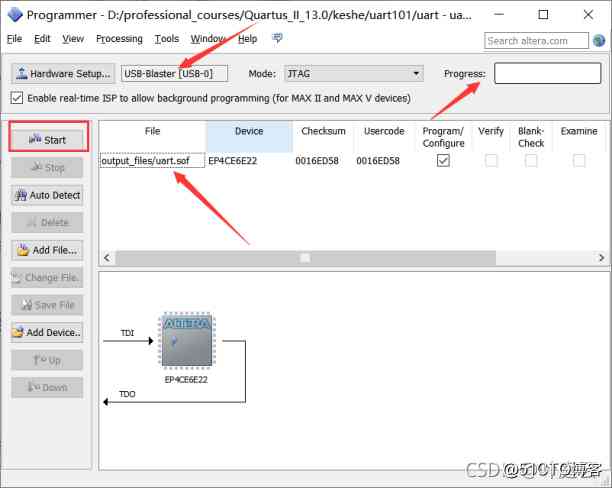 Programmer - D:/professional_courses/Quartus_II_13.0/keshe/uart101/uart - ua...
File Edit View Processing Tools Window Help
Search altera.com
Hardware Setup... USB-Blaster [USB-0] Mode: JTAG Progress:
Enable real-time ISP to allow background programming (for MAX II and MAX V devices)
Start
Stop
Auto Detect
Delete
Add File...
Change File..
Save File
Add Device..
Up
Down
File Device Checksum Usercode Program/ Verify Blank- Examine
Configure Check
output_files/uart.sof EP4CE6E22 0016ED58 0016ED58
TDI
ALTERA
EP4CE6E22
TDO
@51CTO博客